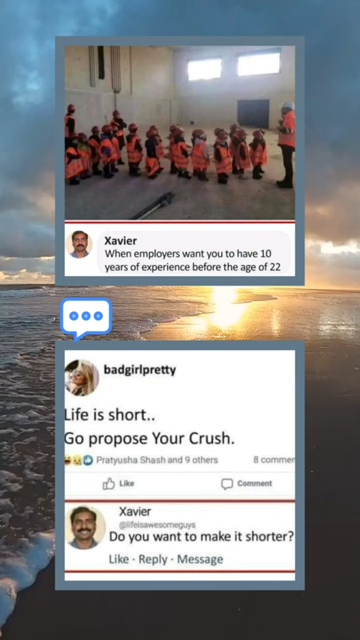 Xavier
When employers want you to have 10
years of experience before the age of 22
badgirlpretty
Life is short..
Go propose Your Crush.
Pratyusha Shash and 9 others 8 commer
Like Comment
Xavier
@lifeisawesomeguys
Do you want to make it shorter?
Like · Reply · Message